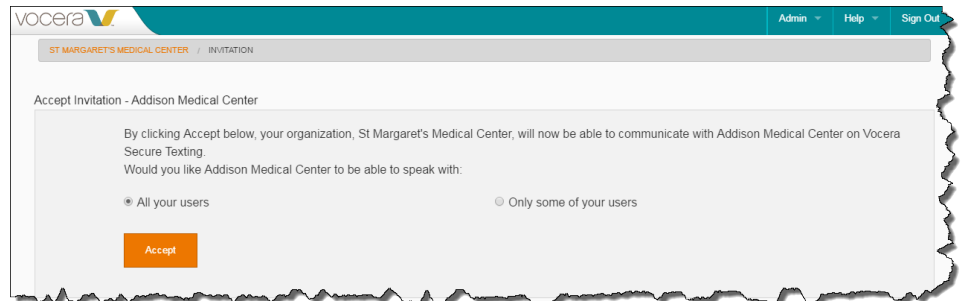 vocera
Admin Help Sign Out
ST MARGARET'S MEDICAL CENTER / INVITATION
Accept Invitation - Addison Medical Center
By clicking Accept below, your organization, St Margaret's Medical Center, will now be able to communicate with Addison Medical Center on Vocera
Secure Texting.
Would you like Addison Medical Center to be able to speak with:
All your users Only some of your users
Accept